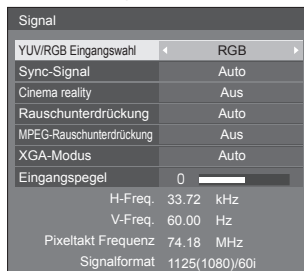 Signal
YUV/RGB Eingangswahl RGB
Sync-Signal Auto
Cinema reality Aus
Rauschunterdrückung Auto
MPEG-Rauschunterdrückung Aus
XGA-Modus Auto
Eingangspegel 0
H-Freq. 33.72 kHz
V-Freq. 60.00 Hz
Pixeltakt Frequenz 74.18 MHz
Signalformat 1125(1080)/60i